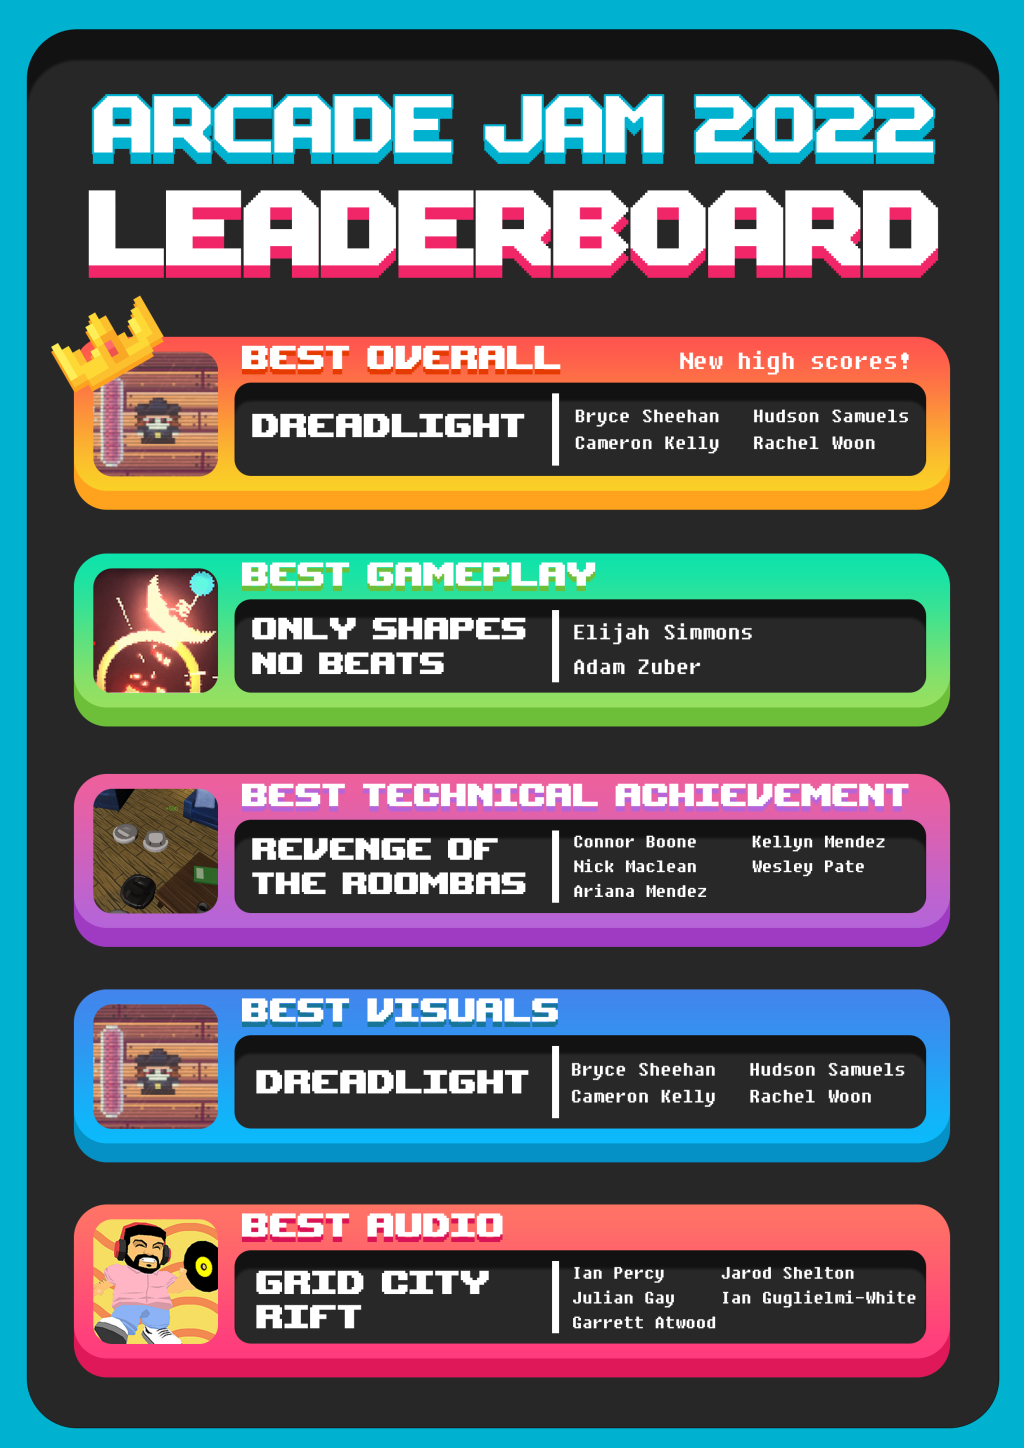 ARCADE JAM 2022
LEADERBOARD
BEST OVERALL
New high scores!
DREADLIGHT
Bryce Sheehan Hudson Samuels
Cameron Kelly Rachel Woon
BEST GAMEPLAY
ONLY SHAPES
NO BEATS
Elijah Simmons
Adam Zuber
BEST TECHNICAL ACHIEVEMENT
REVENGE OF
THE ROOMBAS
Connor Boone Kellyn Mendez
Nick Maclean Wesley Pate
Ariana Mendez
BEST VISUALS
DREADLIGHT
Bryce Sheehan Hudson Samuels
Cameron Kelly Rachel Woon
BEST AUDIO
GRID CITY
RIFT
Ian Percy Jarod Shelton
Julian Gay Ian Guglielmi-White
Garrett Atwood